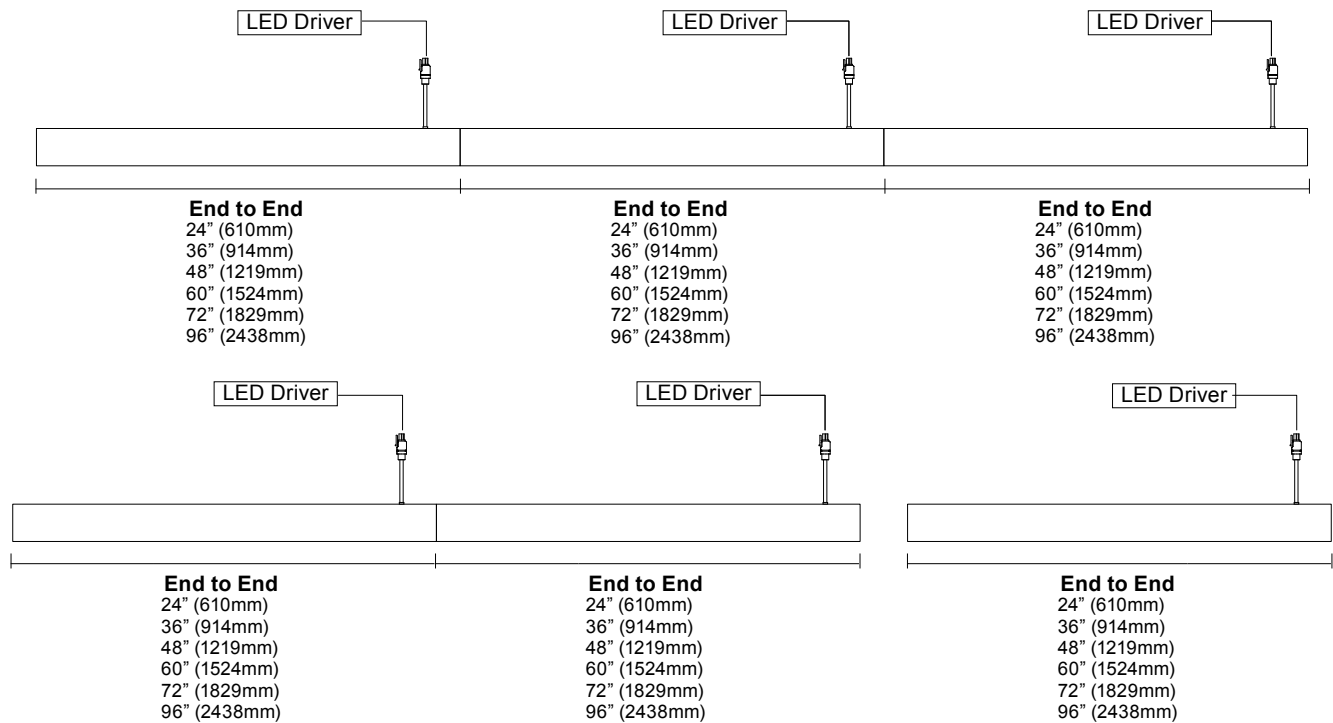 LED Driver
LED Driver
LED Driver
End to End
24” (610mm)
36” (914mm)
48” (1219mm)
60” (1524mm)
72” (1829mm)
96” (2438mm)
End to End
24” (610mm)
36” (914mm)
48” (1219mm)
60” (1524mm)
72” (1829mm)
96” (2438mm)
End to End
24” (610mm)
36” (914mm)
48” (1219mm)
60” (1524mm)
72” (1829mm)
96” (2438mm)
LED Driver
LED Driver
LED Driver
End to End
24” (610mm)
36” (914mm)
48” (1219mm)
60” (1524mm)
72” (1829mm)
96” (2438mm)
End to End
24” (610mm)
36” (914mm)
48” (1219mm)
60” (1524mm)
72” (1829mm)
96” (2438mm)
End to End
24” (610mm)
36” (914mm)
48” (1219mm)
60” (1524mm)
72” (1829mm)
96” (2438mm)